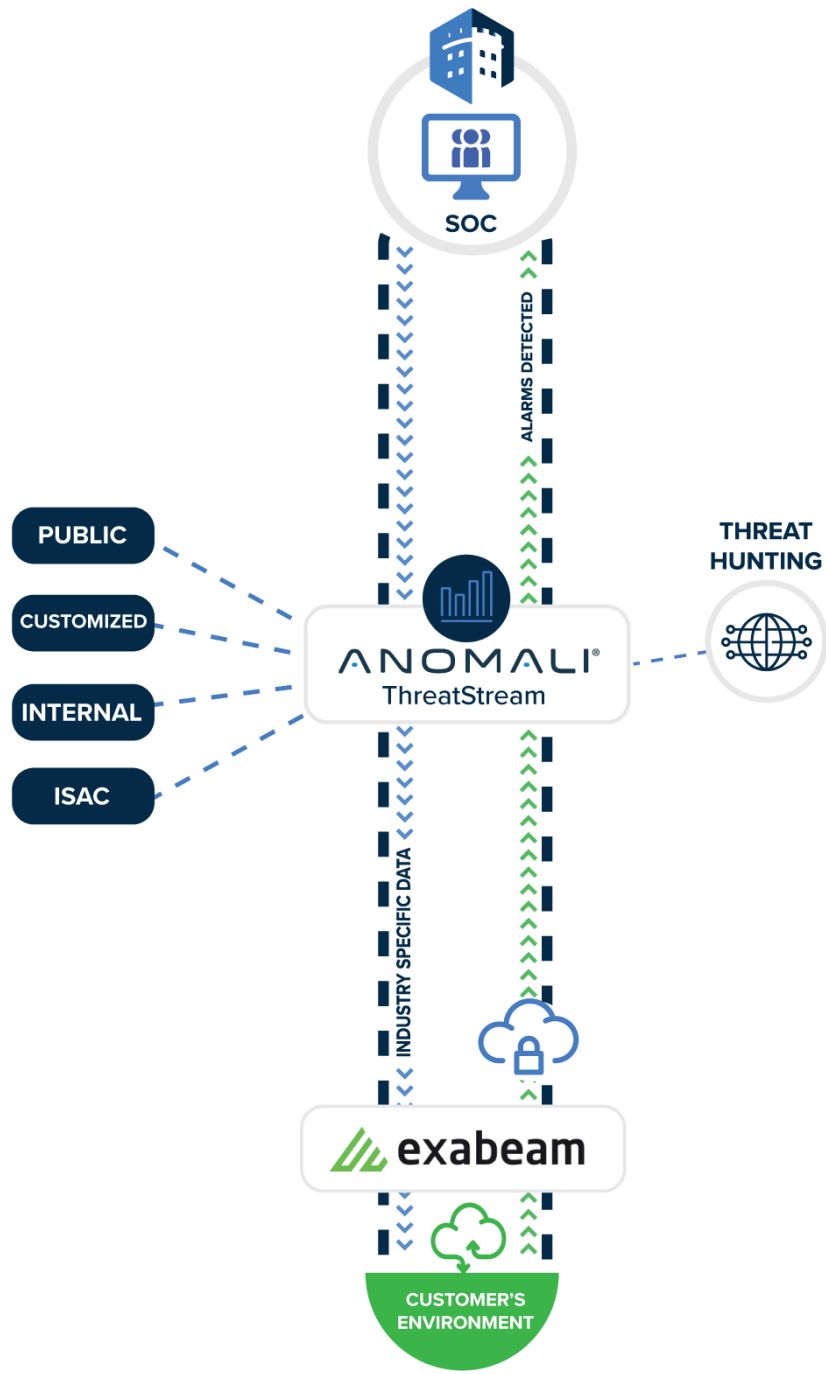 SOC
ALARMS DETECTED
PUBLIC
CUSTOMIZED
INTERNAL
ISAC
ANOMALI®
ThreatStream
THREAT
HUNTING
INDUSTRY SPECIFIC DATA
exabeam
CUSTOMER'S
ENVIRONMENT